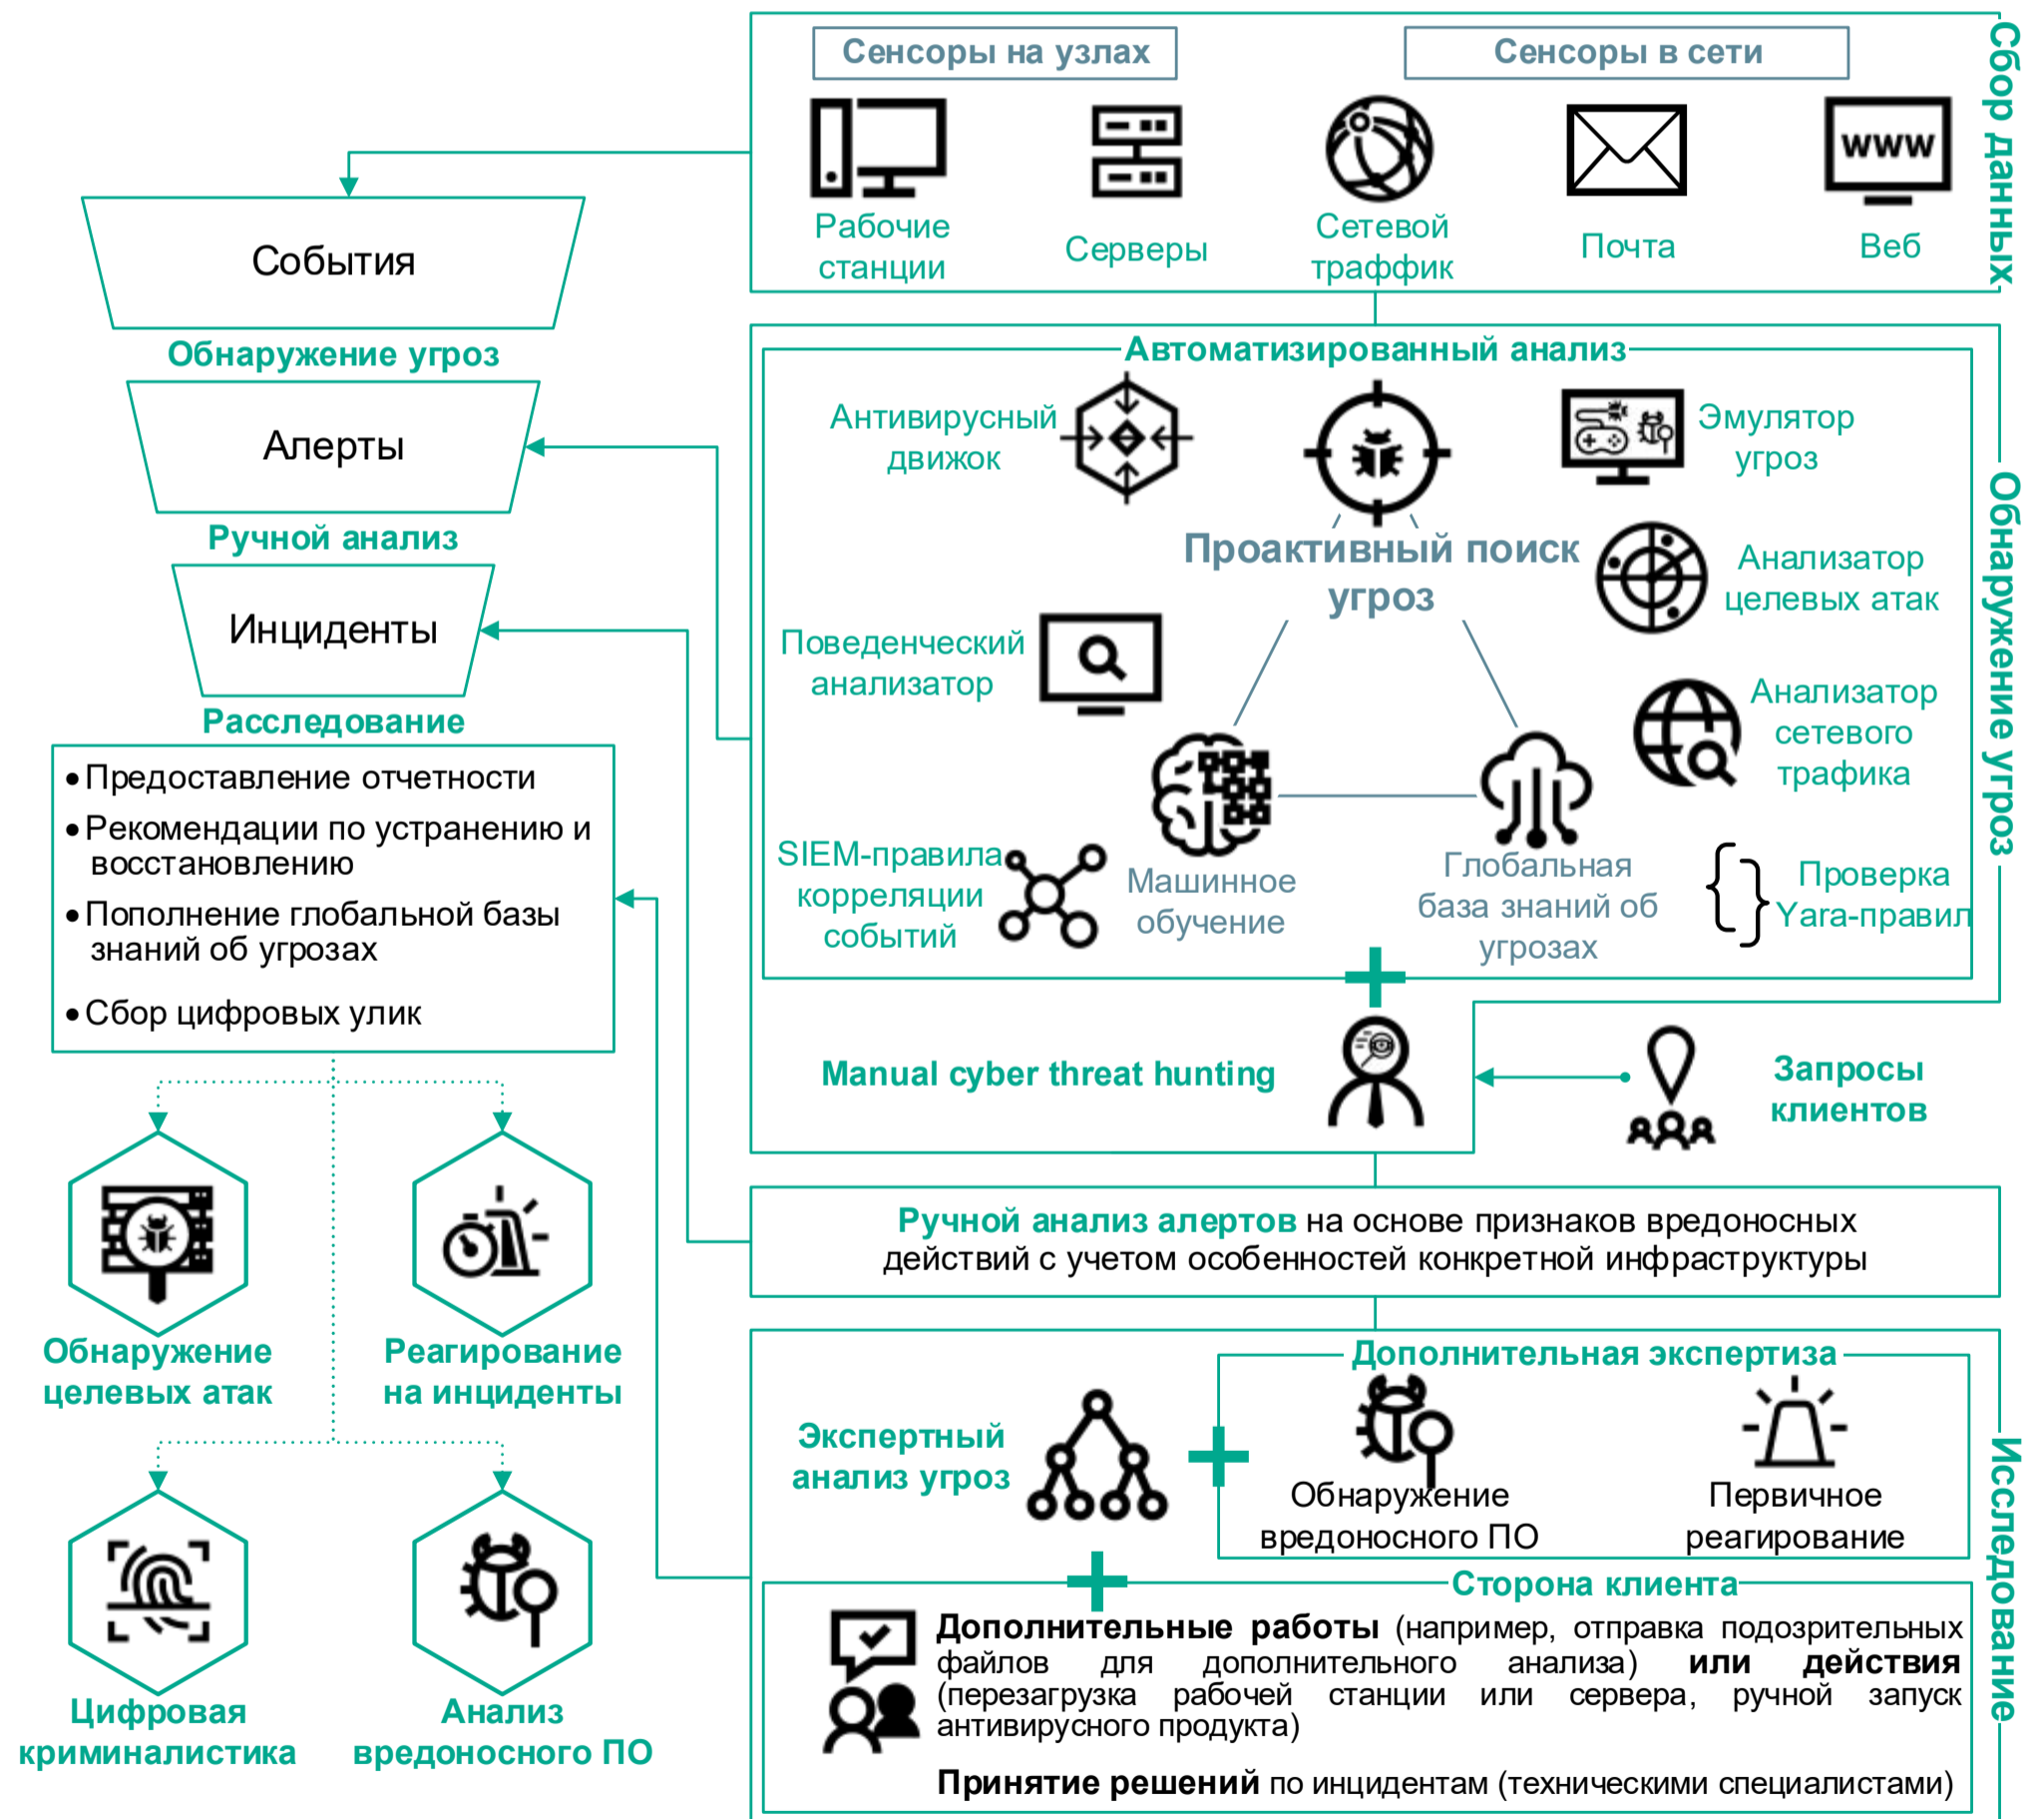 Сенсоры на узлах
Сенсоры в сети
Сбор данных
Рабочие
станции
Серверы
Сетевой
траффик
Почта
WWW
Веб
События
Обнаружение угроз
Алерты
Ручной анализ
Инциденты
Расследование
• Предоставление отчетности
• Рекомендации по устранению и
восстановлению
• Пополнение глобальной базы
знаний об угрозах
• Сбор цифровых улик
Обнаружение
целевых атак
Реагирование
на инциденты
Цифровая
криминалистика
Анализ
вредоносного ПО
Автоматизированный анализ
Обнаружение угроз
Антивирусный
движок
Эмулятор
угроз
Проактивный поиск
угроз
Анализатор
целевых атак
Поведенческий
анализатор
Анализатор
сетевого
трафика
SIEM-правила
корреляции
событий
Машинное
обучение
Глобальная
база знаний об
угрозах
Проверка
Yara-правил
Manual cyber threat hunting
Запросы
клиентов
Ручной анализ алертов на основе признаков вредоносных
действий с учетом особенностей конкретной инфраструктуры
Исследование
Экспертный
анализ угроз
Дополнительная экспертиза
Обнаружение
вредоносного ПО
Первичное
реагирование
Сторона клиента
Дополнительные работы (например, отправка подозрительных
файлов для дополнительного анализа) или действия
(перезагрузка рабочей станции или сервера, ручной запуск
антивирусного продукта)
Принятие решений по инцидентам (техническими специалистами)